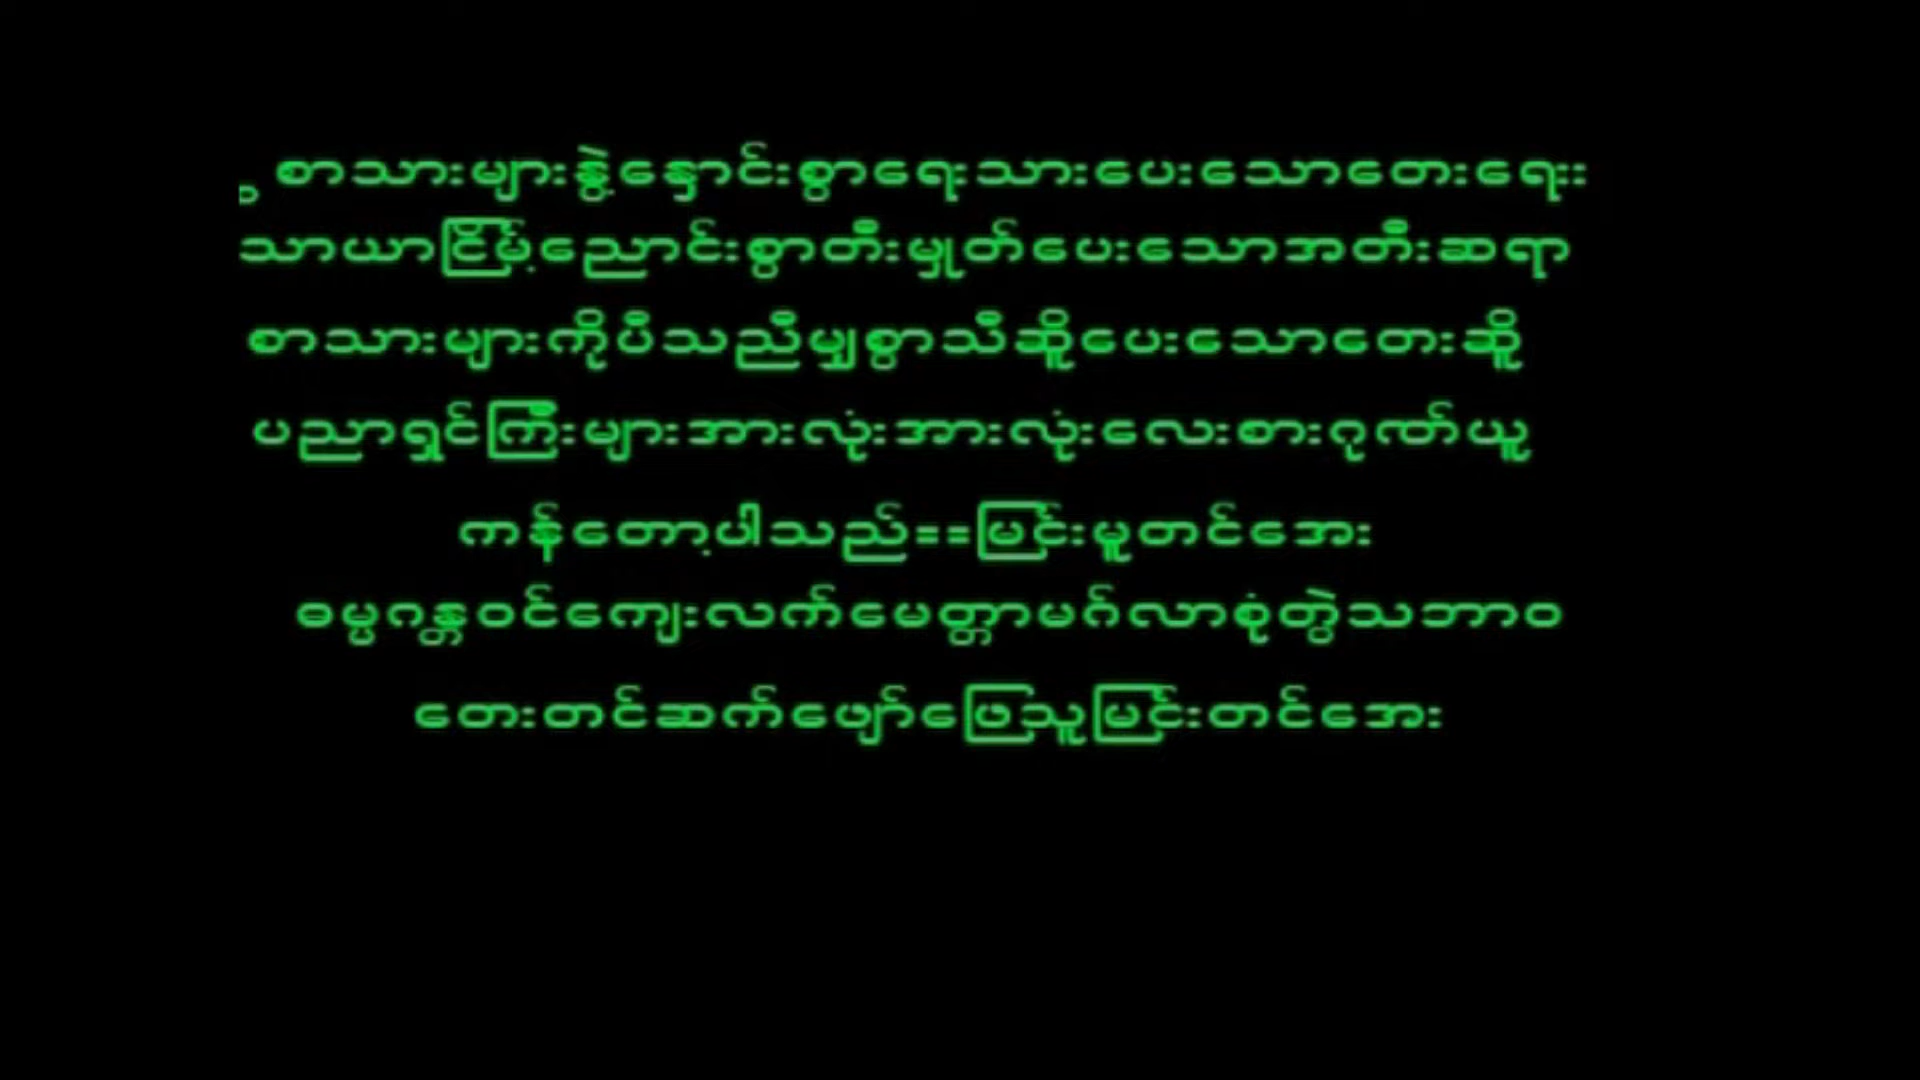 စာသားများနွဲ့နှောင်းစွာရေးသားပေးသောတေးရေးး
သာယာငြိမ့်ညောင်းစွာတီးမှုတ်ပေးသောအတီးဆရာ
စာသားများကိုပီသညီမျှစွာသီဆိူပေးသောတေးဆိူ
ပညာရှင်ကြီးများအားလုံးအားလုံးလေးစားဂုဏ်ယူ
ကန်တော့ပါသည်==မြင်းမူတင်အေး
ဓမ္မဂန္တဝင်ကျေးလက်မေတ္တာမဂ်လာစုံတွဲသဘာဝ
တေးတင်ဆက်ဖျော်ဖြေသူမြင်းတင်အေး